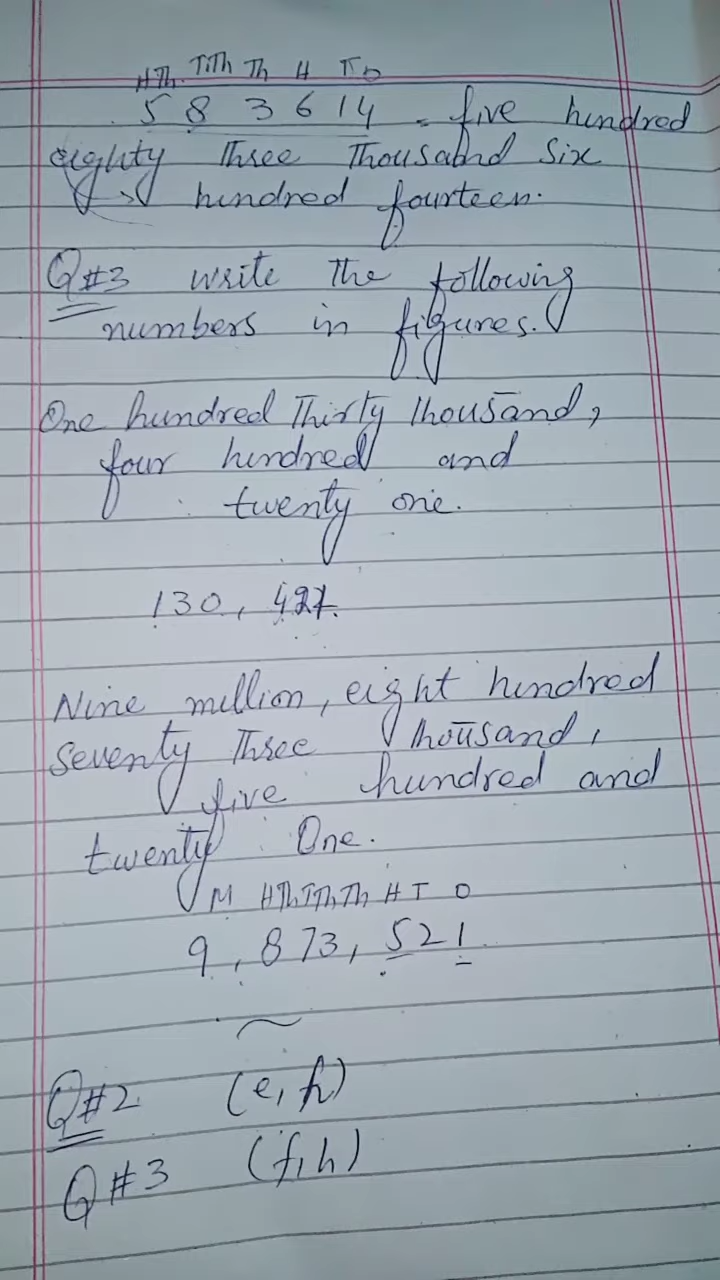 HTh TTh Th H T O
5 8 3 6 1 4 = five hundred
eighty three thousand six
hundred fourteen.
Q#3 write the following
numbers in figures.
One hundred thirty thousand,
four hundred and
twenty one.
130, 421.
Nine million, eight hundred
seventy three thousand,
five hundred and
twenty One.
M HTh TTh Th H T O
9, 873, 521
Q#2 (e, h)
Q#3 (f, h)